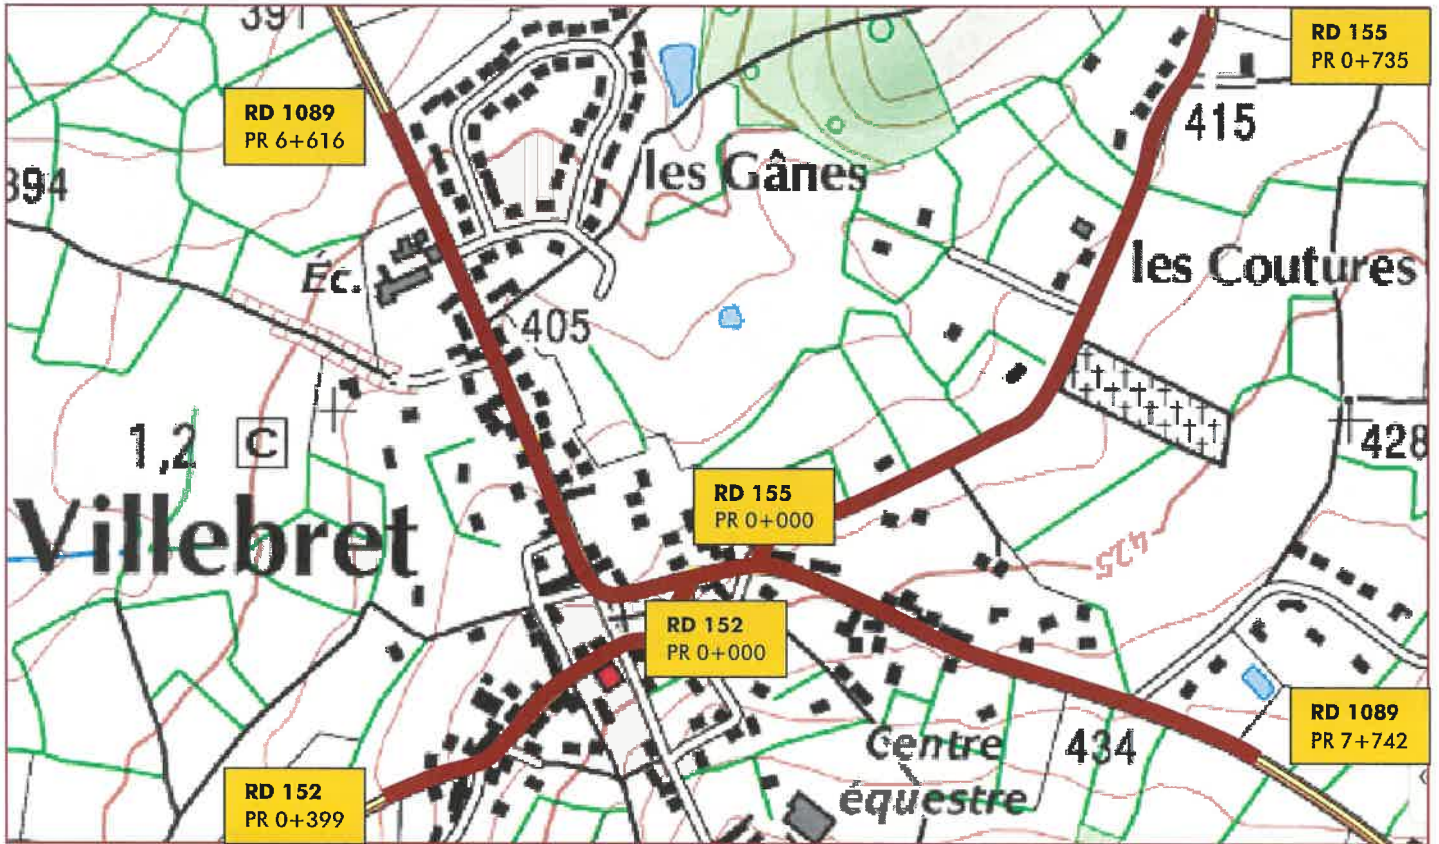 391
RD 155
PR 0+735
RD 1089
PR 6+616
415
les Gânes
394
les Coutures
Éc.
405
1,2
C
428
Villebret
RD 155
PR 0+000
425
RD 152
PR 0+000
RD 1089
PR 7+742
Centre
équestre
434
RD 152
PR 0+399